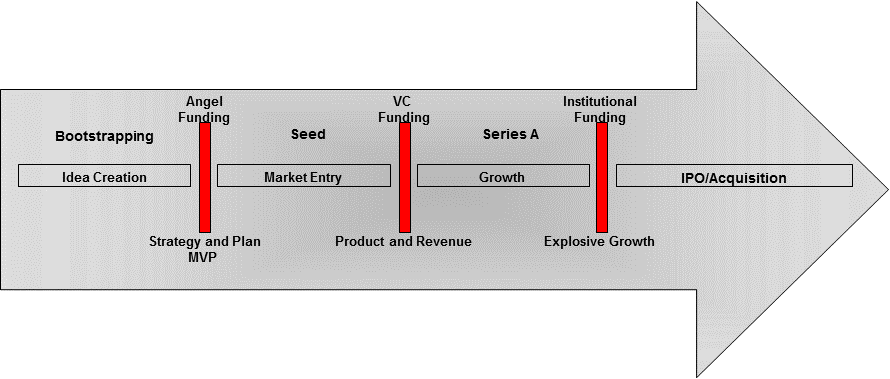 Angel
Funding
VC
Funding
Institutional
Funding
Bootstrapping
Seed
Series A
Idea Creation
Market Entry
Growth
IPO/Acquisition
Strategy and Plan
MVP
Product and Revenue
Explosive Growth